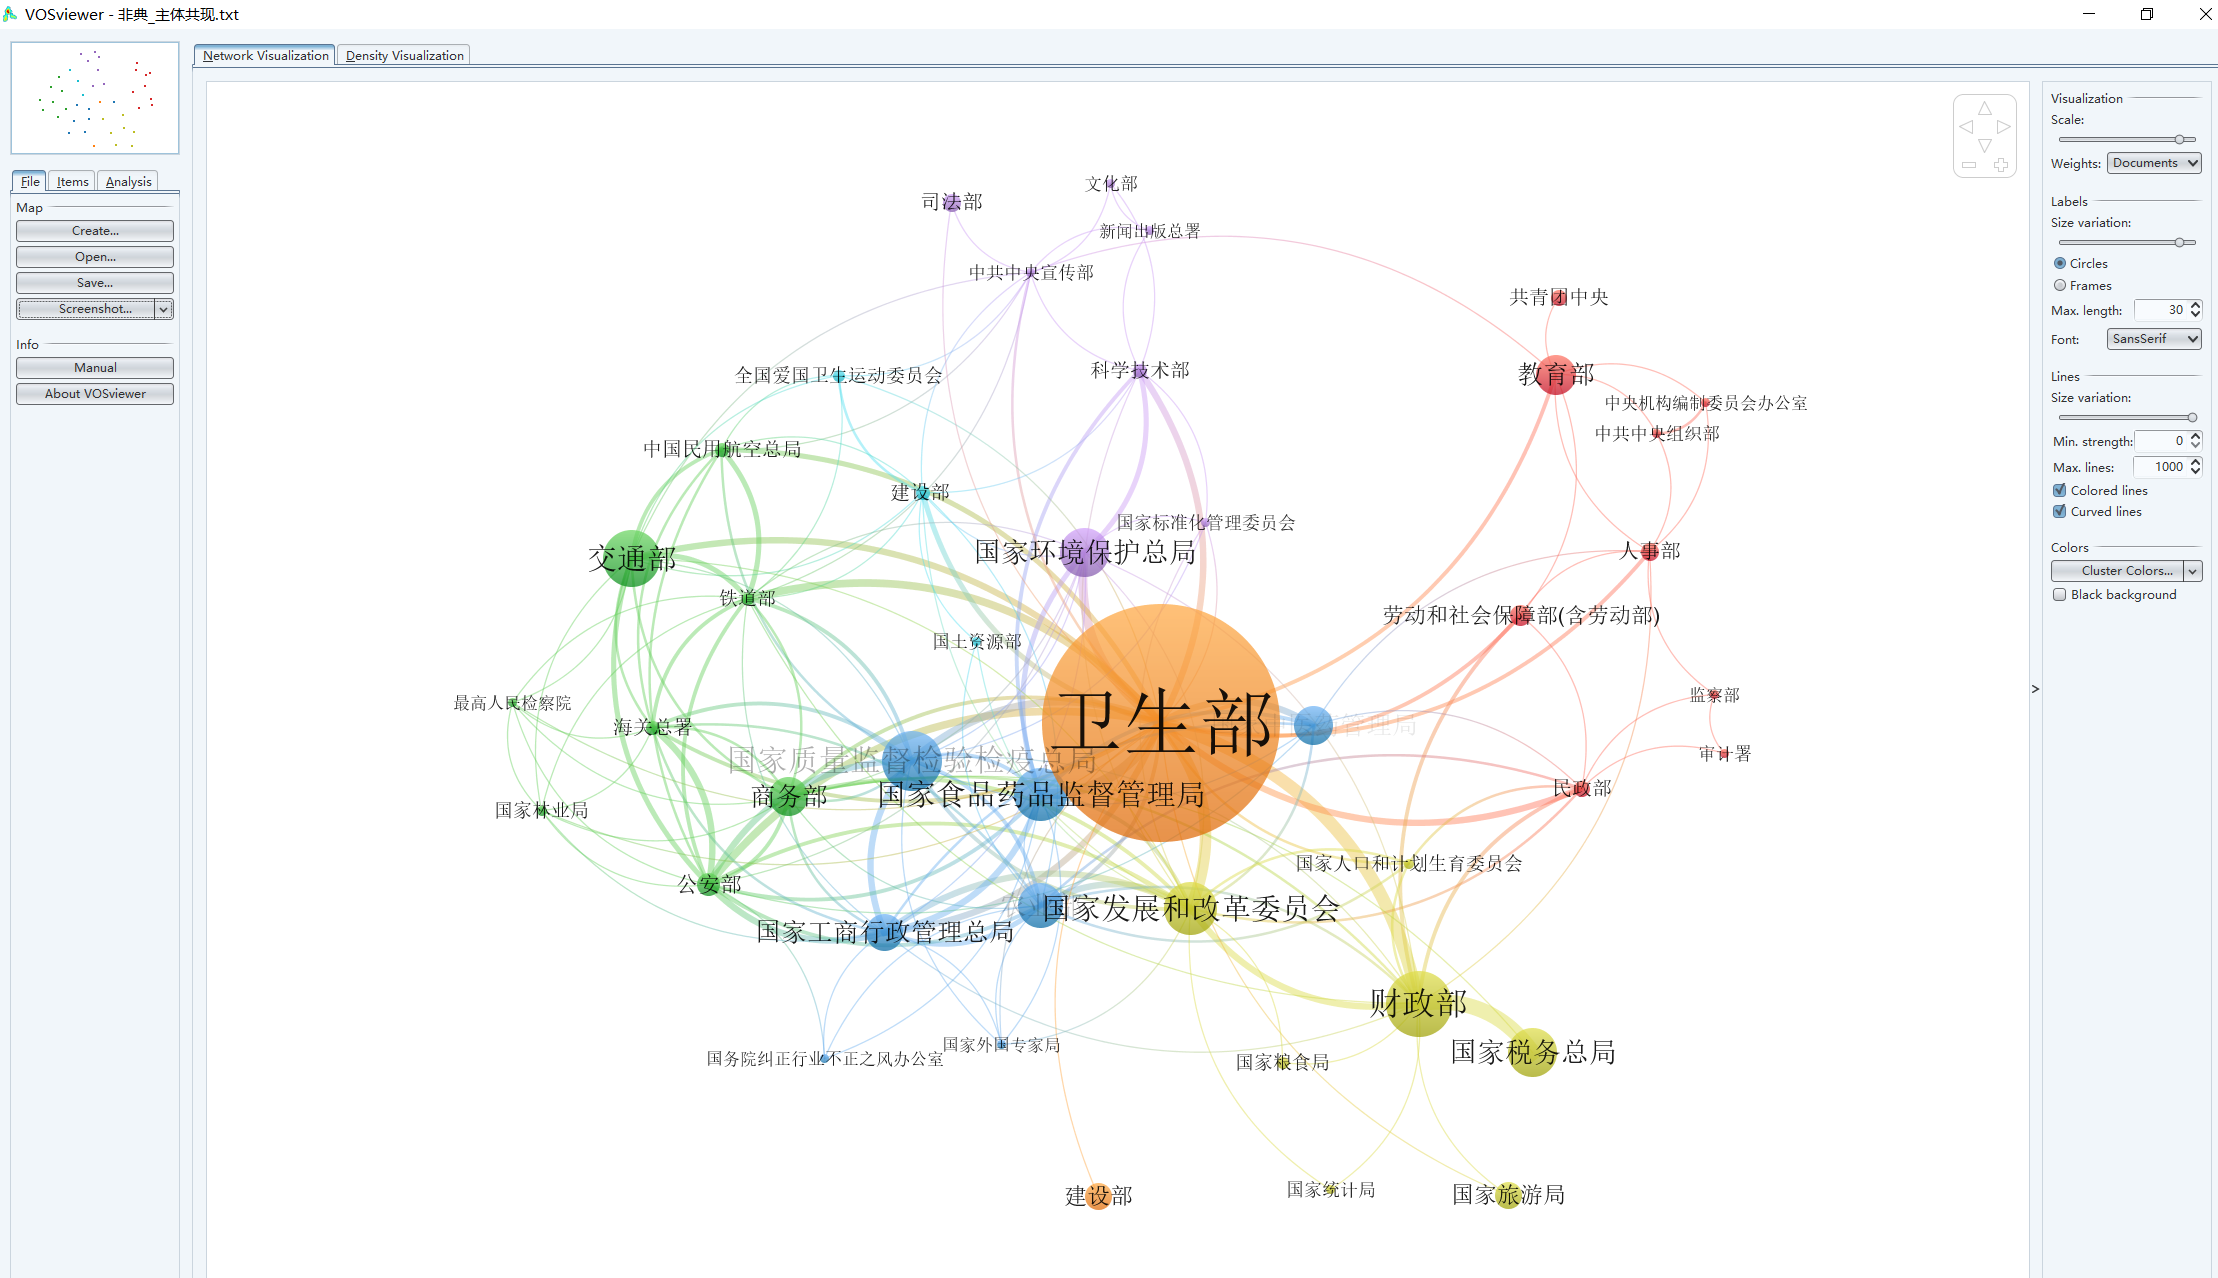 VOSviewer - 非典_主体共现.txt
Network Visualization
Density Visualization
File
Items
Analysis
Map
Create...
Open...
Save...
Screenshot...
Info
Manual
About VOSviewer
文化部
司法部
新闻出版总署
中共中央宣传部
共青团中央
科学技术部
教育部
全国爱国卫生运动委员会
中央机构编制委员会办公室
中共中央组织部
中国民用航空总局
建设部
国家标准化管理委员会
国家环境保护总局
人事部
交通部
铁道部
劳动和社会保障部(含劳动部)
国土资源部
监察部
最高人民检察院
卫生部
管理局
海关总署
审计署
国家质量监督检验检疫总局
民政部
商务部
国家食品药品监督管理局
国家林业局
国家人口和计划生育委员会
公安部
国家发展和改革委员会
国家工商行政管理总局
财政部
国家外国专家局
国务院纠正行业不正之风办公室
国家税务总局
国家粮食局
国家统计局
建设部
国家旅游局
Visualization
Scale:
Weights: Documents
Labels
Size variation:
Circles
Frames
Max. length: 30
Font: SansSerif
Lines
Size variation:
Min. strength: 0
Max. lines: 1000
Colored lines
Curved lines
Colors
Cluster Colors...
Black background